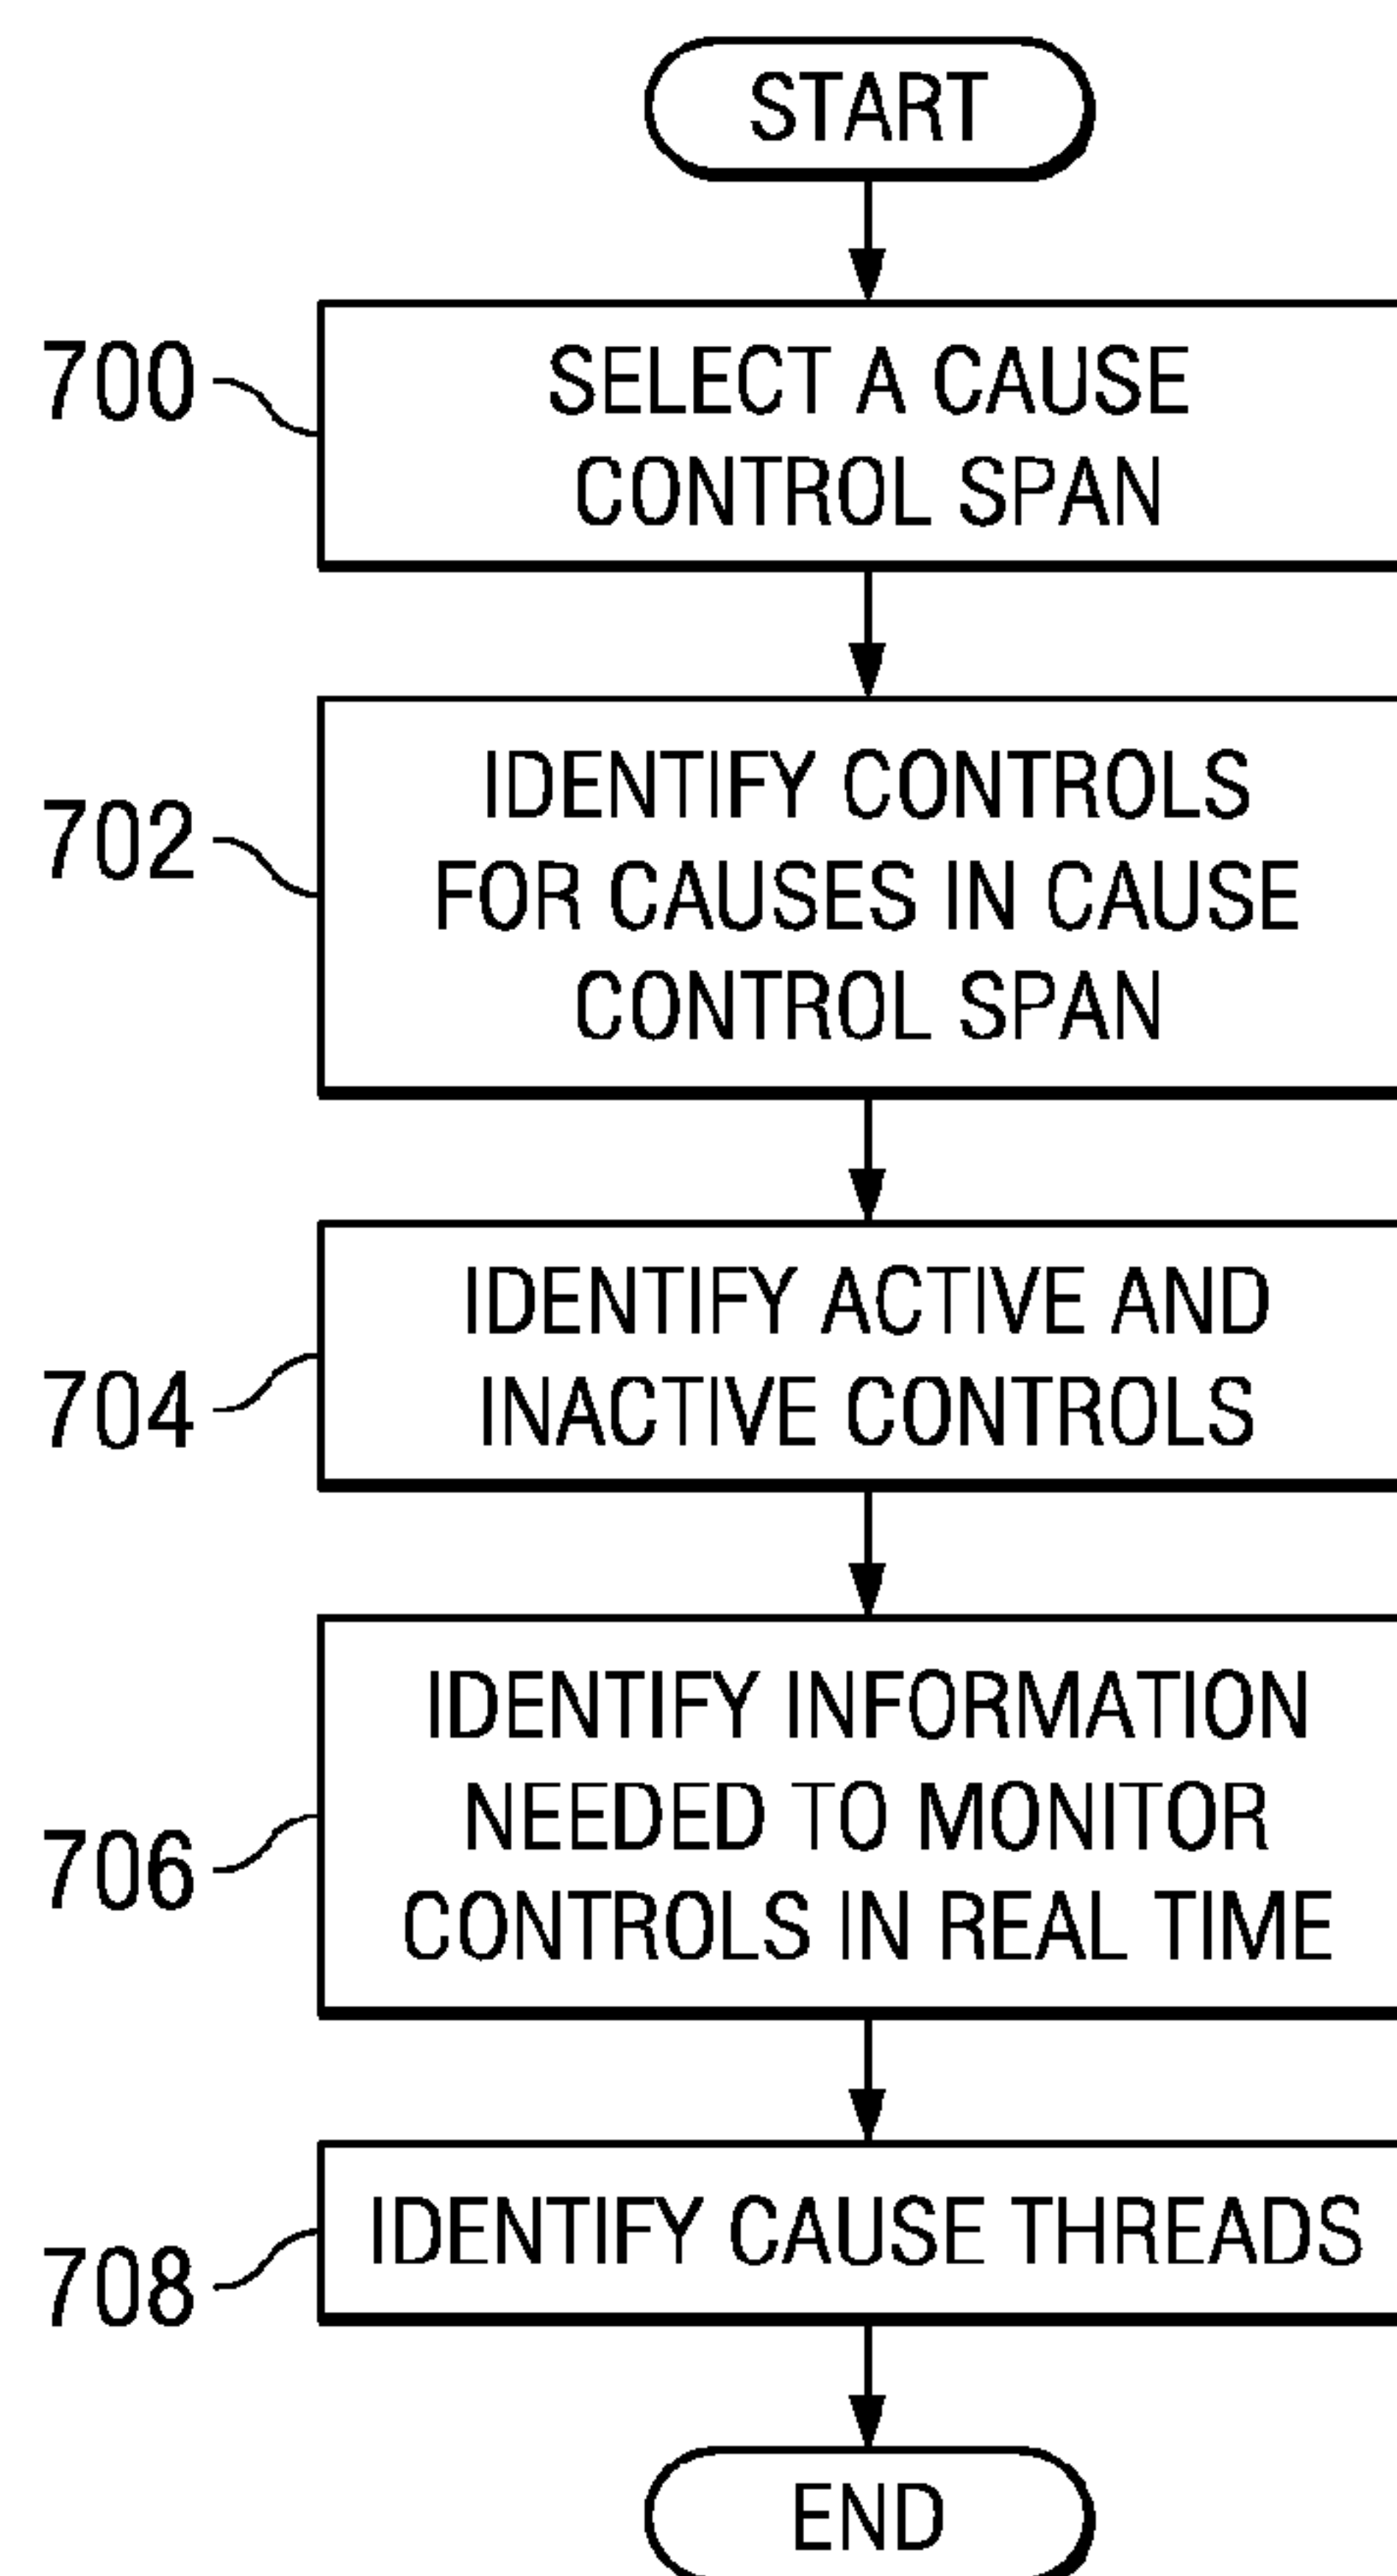 START
700
SELECT A CAUSE
CONTROL SPAN
702
IDENTIFY CONTROLS
FOR CAUSES IN CAUSE
CONTROL SPAN
704
IDENTIFY ACTIVE AND
INACTIVE CONTROLS
706
IDENTIFY INFORMATION
NEEDED TO MONITOR
CONTROLS IN REAL TIME
708
IDENTIFY CAUSE THREADS
END